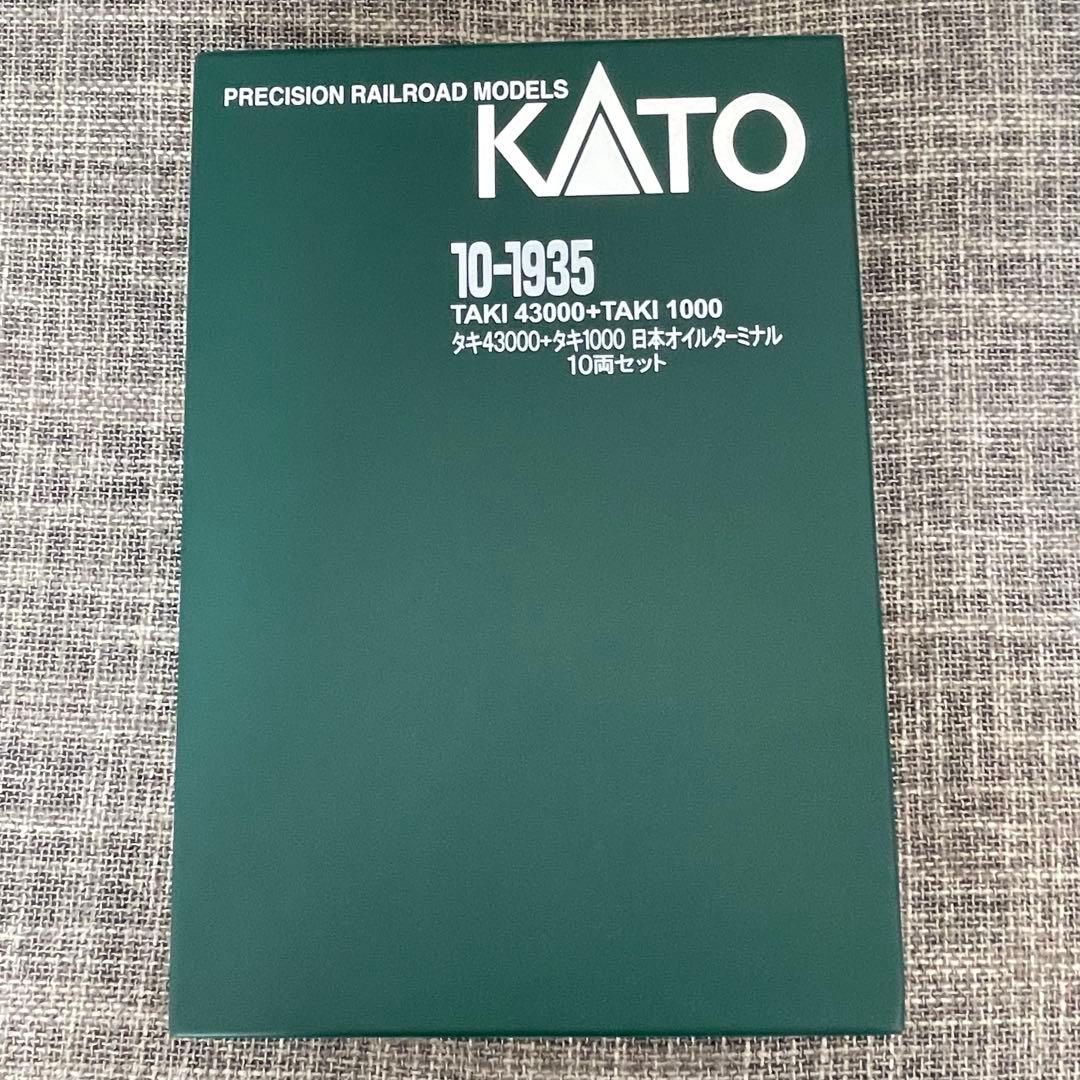 PRECISION RAILROAD MODELS
KATO
10-1935
TAKI 43000+TAKI 1000
タキ43000+タキ1000 日本オイルターミナル
10両セット